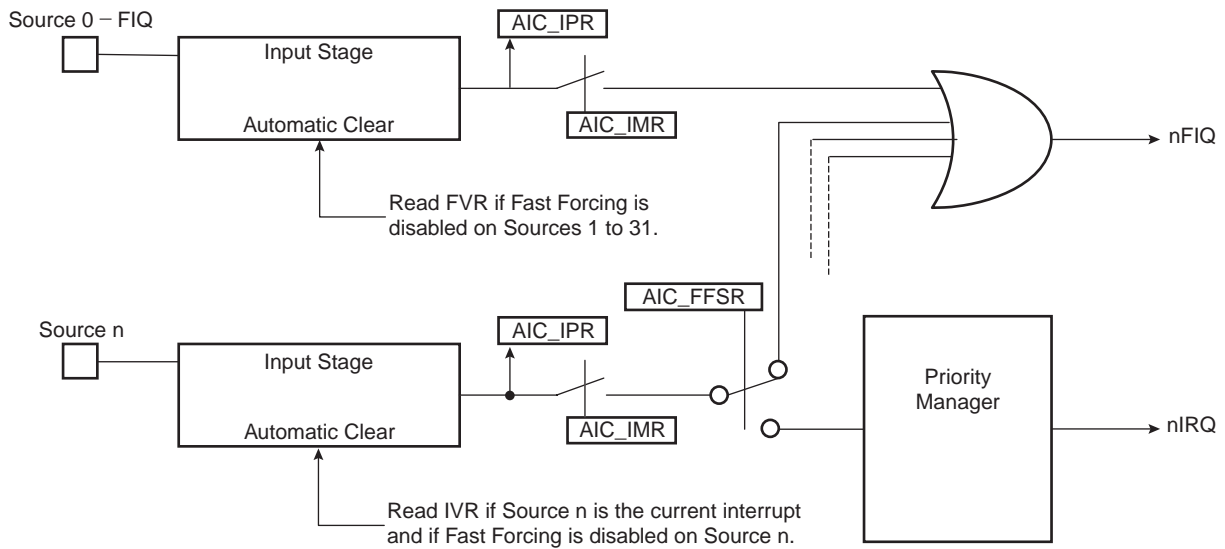 Source 0 – FIQ
AIC_IPR
Input Stage
Automatic Clear
AIC_IMR
nFIQ
Read FVR if Fast Forcing is
disabled on Sources 1 to 31.
AIC_FFSR
Source n
AIC_IPR
Input Stage
Priority
Manager
Automatic Clear
AIC_IMR
nIRQ
Read IVR if Source n is the current interrupt
and if Fast Forcing is disabled on Source n.